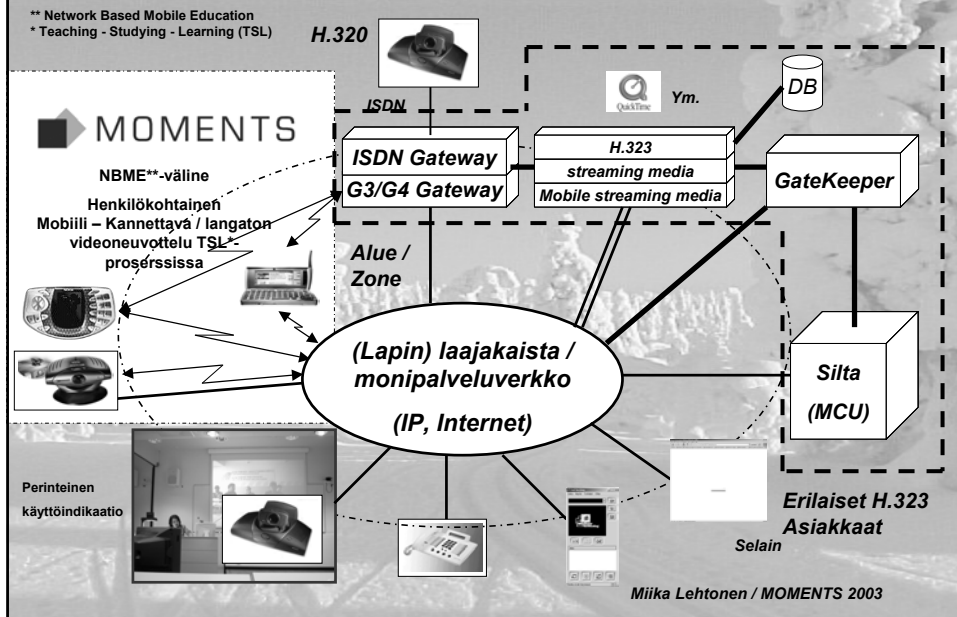 ** Network Based Mobile Education
* Teaching - Studying - Learning (TSL)
H.320
ISDN
QuickTime
Ym.
DB
MOMENTS
NBME**-väline
Henkilökohtainen
Mobiili – Kannettava / langaton
videoneuvottelu TSL*-
proserssissa
ISDN Gateway
G3/G4 Gateway
H.323
streaming media
Mobile streaming media
GateKeeper
Alue /
Zone
(Lapin) laajakaista /
monipalveluverkko
(IP, Internet)
Silta
(MCU)
Perinteinen
käyttöindikaatio
Erilaiset H.323
Asiakkaat
Selain
Miika Lehtonen / MOMENTS 2003